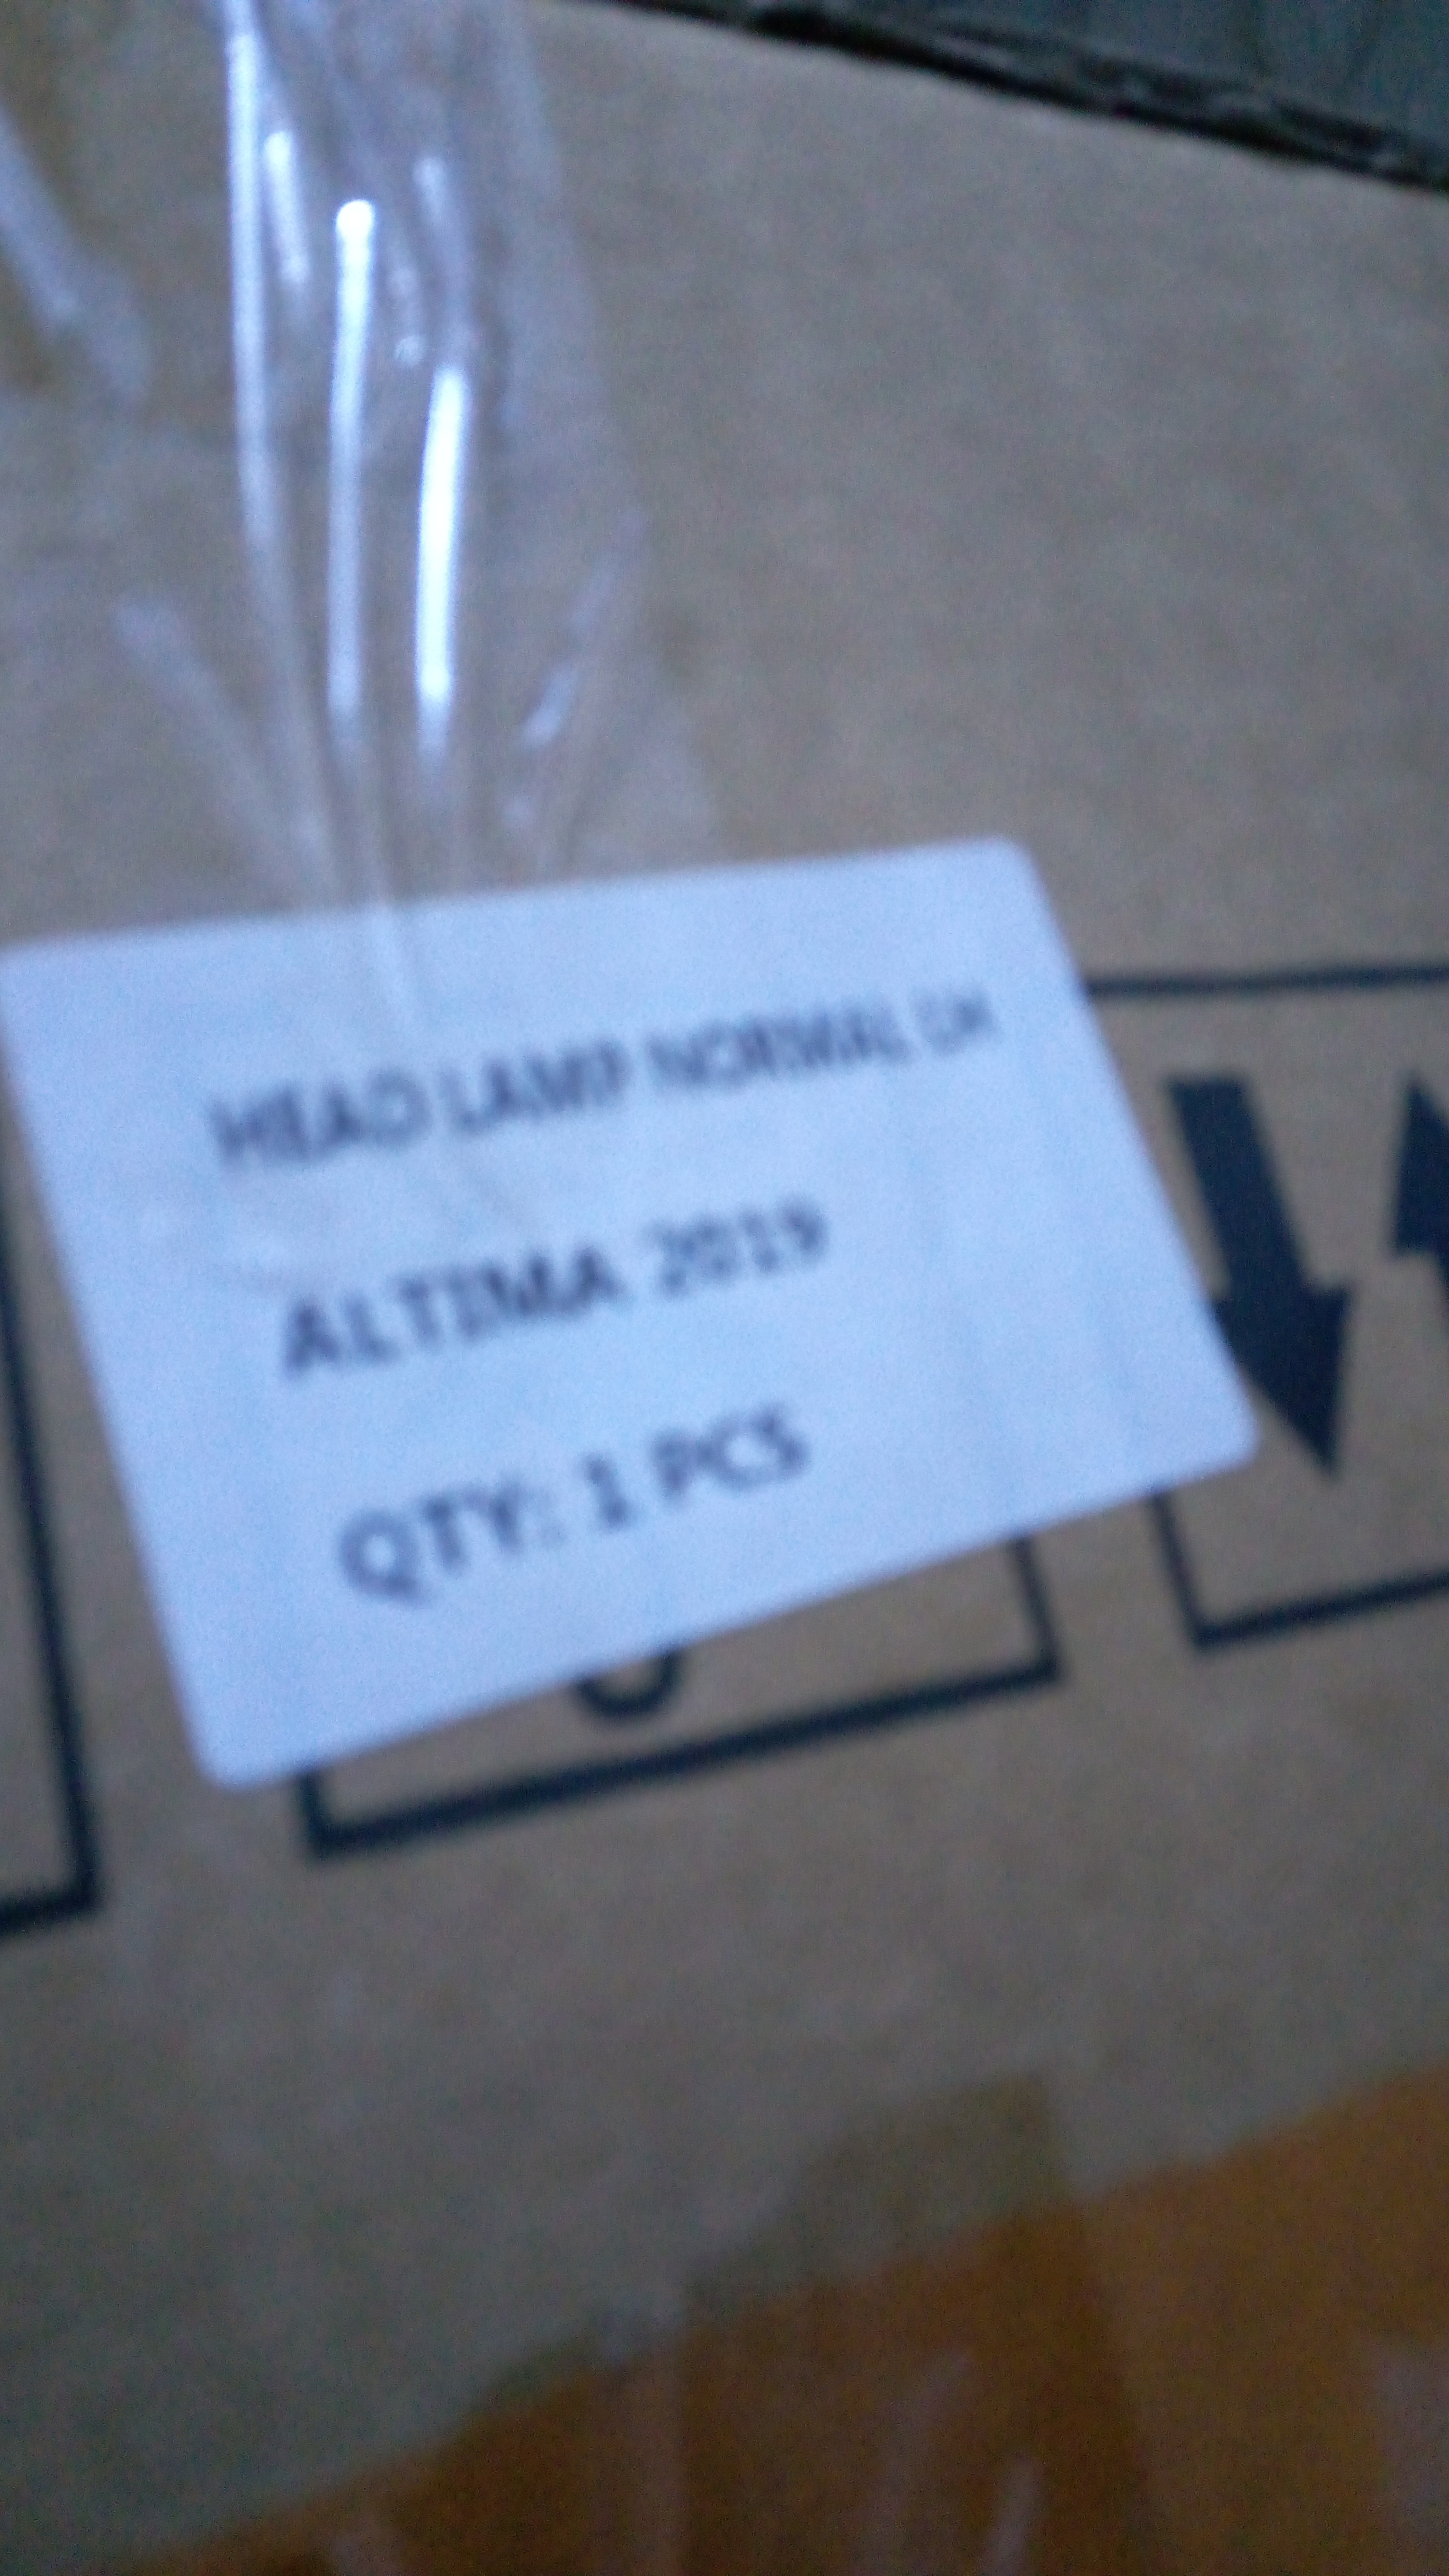 HEAD LAMP NORMAL LH
ALTIMA 2019
QTY: 1 PCS